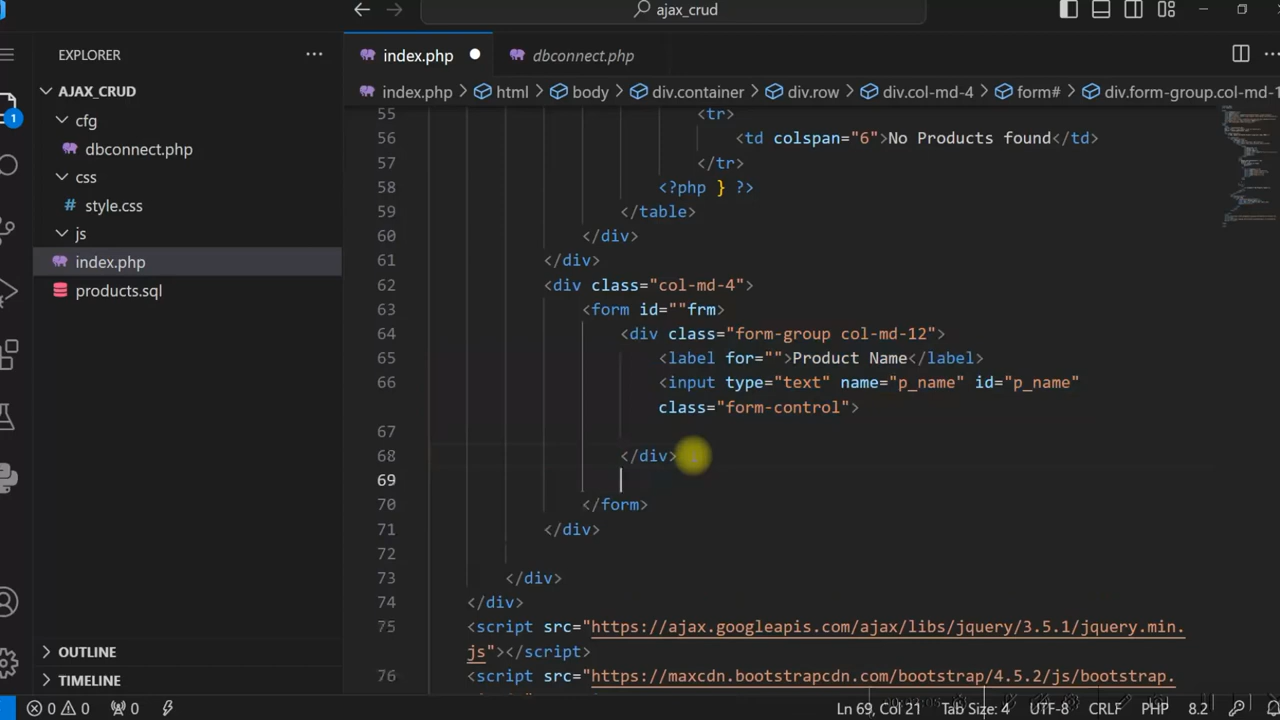 ajax_crud
EXPLORER
AJAX_CRUD
cfg
dbconnect.php
css
style.css
js
index.php
products.sql
OUTLINE
TIMELINE
1
index.php
dbconnect.php
index.php > html > body > div.container > div.row > div.col-md-4 > form# > div.form-group.col-md-1
55 <tr>
56 <td colspan="6">No Products found</td>
57 </tr>
58 <?php } ?>
59 </table>
60 </div>
61 </div>
62 <div class="col-md-4">
63 <form id=""frm>
64 <div class="form-group col-md-12">
65 <label for="">Product Name</label>
66 <input type="text" name="p_name" id="p_name"
class="form-control">
67
68 </div>
69
70 </form>
71 </div>
72
73 </div>
74 </div>
75 <script src="https://ajax.googleapis.com/ajax/libs/jquery/3.5.1/jquery.min.
js"></script>
76 <script src="https://maxcdn.bootstrapcdn.com/bootstrap/4.5.2/js/bootstrap.
0 0 0 Ln 69, Col 21 Tab Size: 4 UTF-8 CRLF PHP 8.2